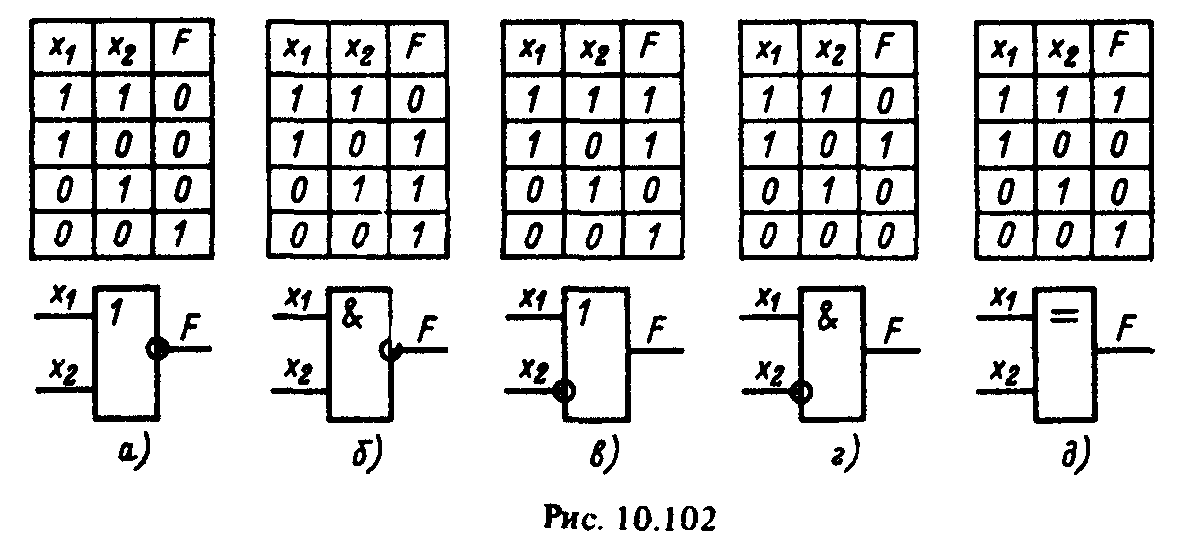 x₁ x₂ F x₁ x₂ F x₁ x₂ F x₁ x₂ F x₁ x₂ F
1 1 0 1 1 0 1 1 1 1 1 0 1 1 1
1 0 0 1 0 1 1 0 1 1 0 1 1 0 0
0 1 0 0 1 1 0 1 0 0 1 0 0 1 0
0 0 1 0 0 1 0 0 1 0 0 0 0 0 1
x₁ 1 x₁ & x₁ 1 x₁ & x₁ =
F F F F F
x₂ x₂ x₂ x₂ x₂
а) б) в) г) д)
Рис. 10.102